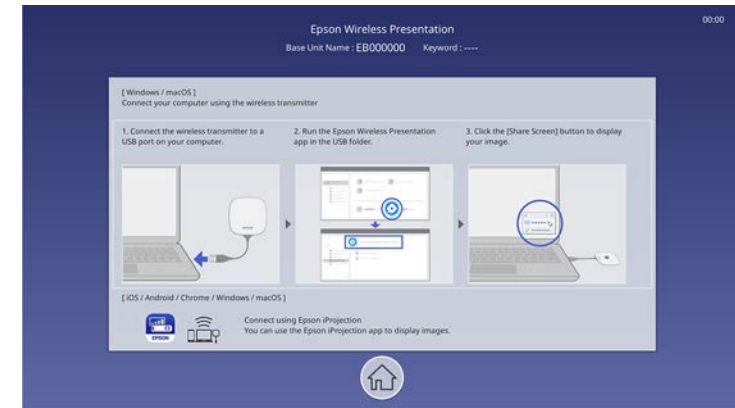 00:00
Epson Wireless Presentation
Base Unit Name : EB000000 Keyword : ----
[ Windows / macOS ]
Connect your computer using the wireless transmitter
1. Connect the wireless transmitter to a
USB port on your computer.
2. Run the Epson Wireless Presentation
app in the USB folder.
3. Click the [Share Screen] button to display
your image.
[ iOS / Android / Chrome / Windows / macOS ]
EPSON
Connect using Epson iProjection
You can use the Epson iProjection app to display images.